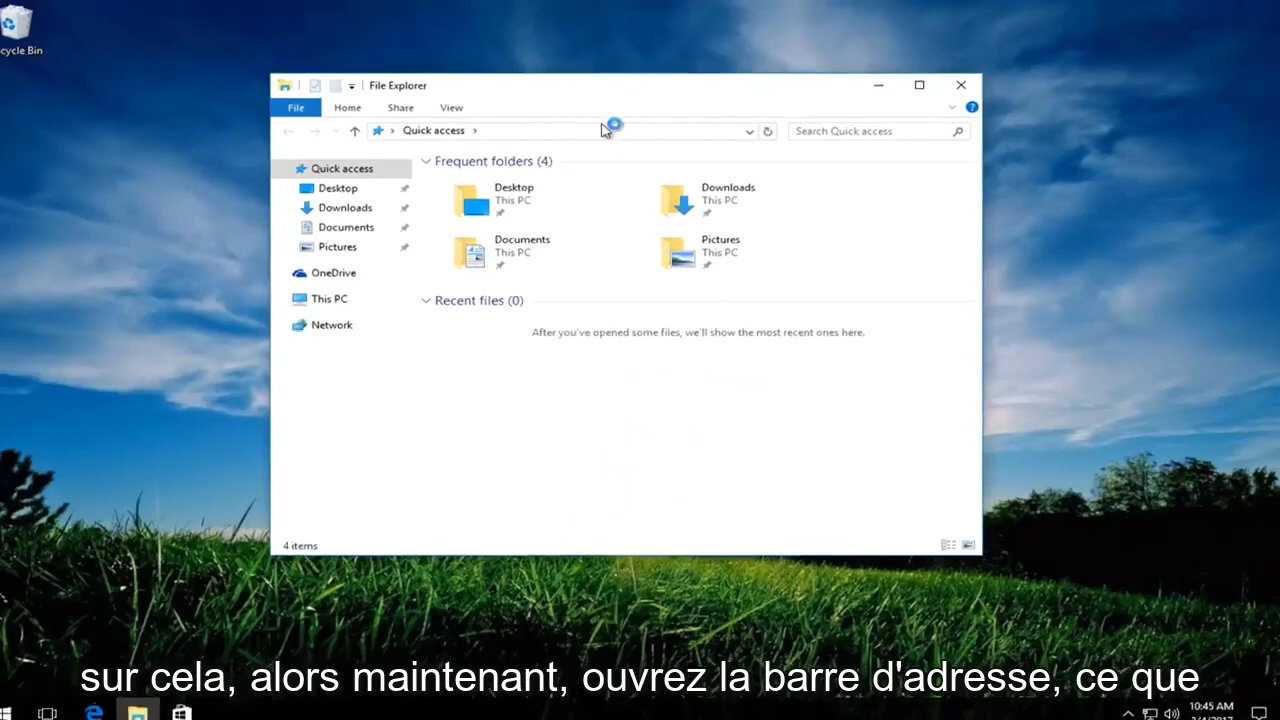 ecycle Bin
File Explorer
File
Home
Share
View
Quick access
Search Quick access
Quick access
Desktop
Downloads
Documents
Pictures
OneDrive
This PC
Network
Frequent folders (4)
Desktop
This PC
Downloads
This PC
Documents
This PC
Pictures
This PC
Recent files (0)
After you've opened some files, we'll show the most recent ones here.
4 items
sur cela, alors maintenant, ouvrez la barre d'adresse, ce que
10:45 AM